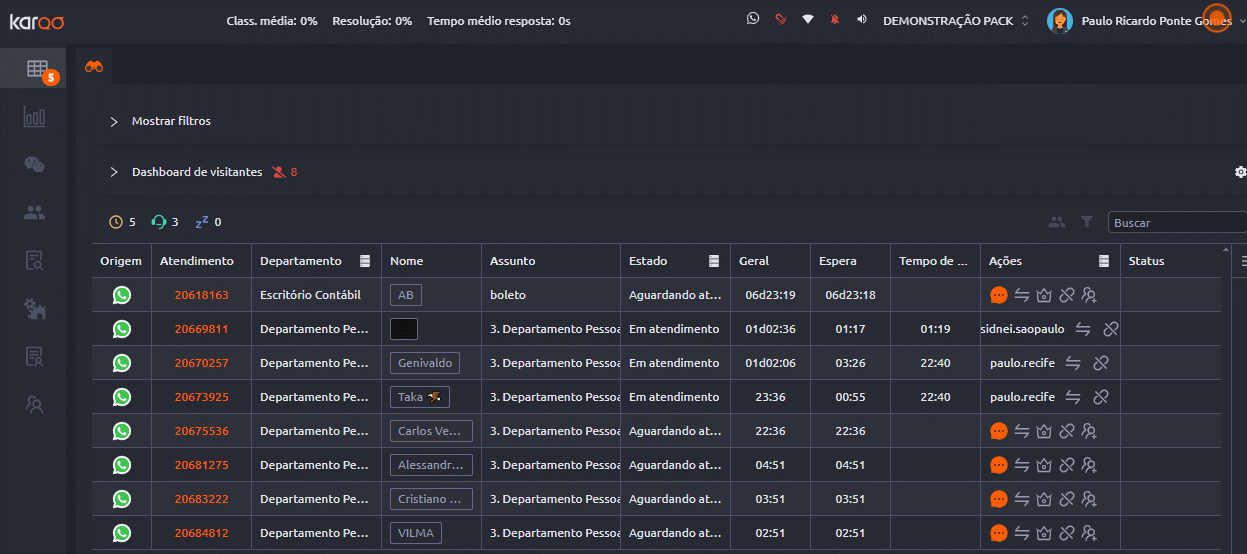 karoo
Class. média: 0% Resolução: 0% Tempo médio resposta: 0s DEMONSTRAÇÃO PACK Paulo Ricardo Ponte Gomes
5
Mostrar filtros
Dashboard de visitantes 8
5 3 zZ 0 Buscar
Origem Atendimento Departamento Nome Assunto Estado Geral Espera Tempo de ... Ações Status
20618163 Escritório Contábil AB boleto Aguardando at... 06d23:19 06d23:18
20669811 Departamento Pe... 3. Departamento Pessoa Em atendimento 01d02:36 01:17 01:19 sidnei.saopaulo
20670257 Departamento Pe... Genivaldo 3. Departamento Pessoa Em atendimento 01d02:06 03:26 22:40 paulo.recife
20673925 Departamento Pe... Taka 3. Departamento Pessoa Em atendimento 23:36 00:55 22:40 paulo.recife
20675536 Departamento Pe... Carlos Ve... 3. Departamento Pessoa Aguardando at... 22:36 22:36
20681275 Departamento Pe... Alessandr... 3. Departamento Pessoa Aguardando at... 04:51 04:51
20683222 Departamento Pe... Cristiano ... 3. Departamento Pessoa Aguardando at... 03:51 03:51
20684812 Departamento Pe... VILMA 3. Departamento Pessoa Aguardando at... 02:51 02:51